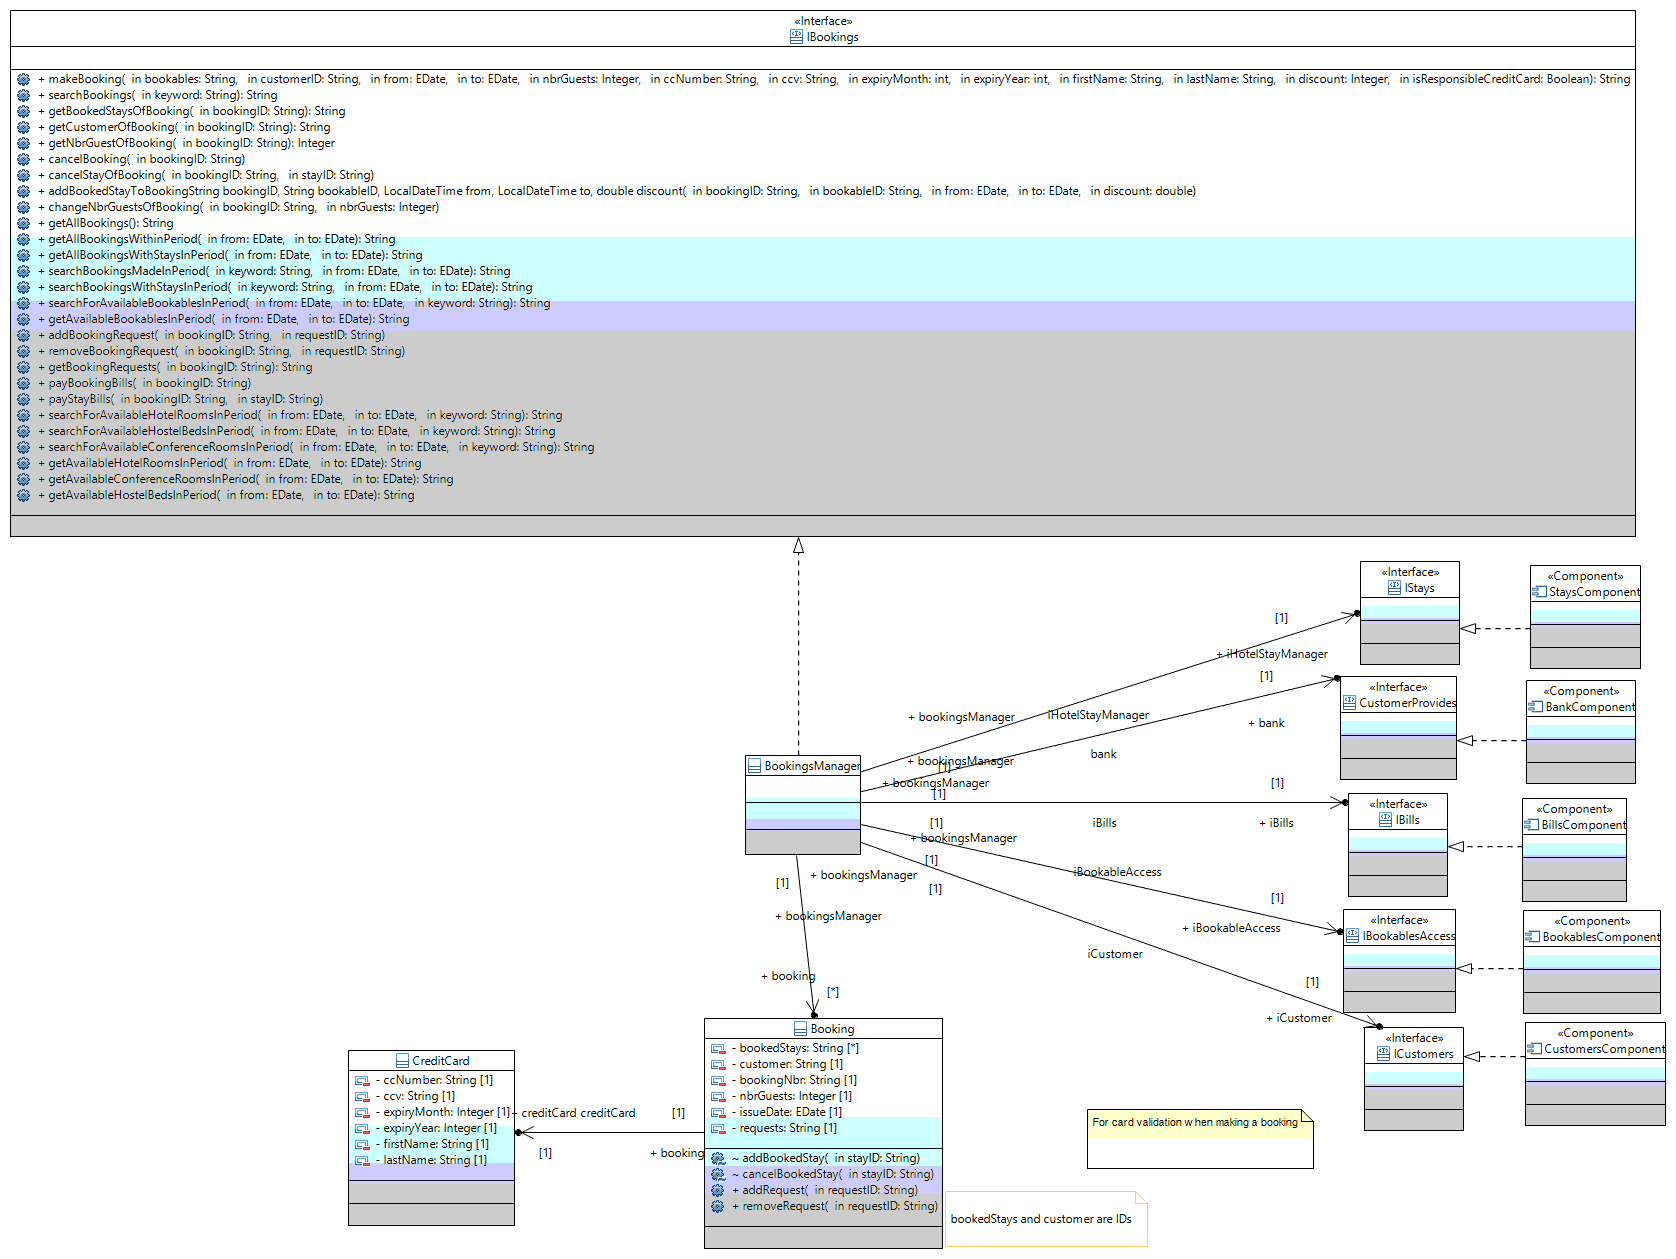 «Interface»
IBookings
+ makeBooking( in bookables: String, in customerID: String, in from: EDate, in to: EDate, in nbrGuests: Integer, in ccNumber: String, in ccv: String, in expiryMonth: int, in expiryYear: int, in firstName: String, in lastName: String, in discount: Integer, in isResponsibleCreditCard: Boolean): String
+ searchBookings( in keyword: String): String
+ getBookedStaysOfBooking( in bookingID: String): String
+ getCustomerOfBooking( in bookingID: String): String
+ getNbrGuestOfBooking( in bookingID: String): Integer
+ cancelBooking( in bookingID: String)
+ cancelStayOfBooking( in bookingID: String, in stayID: String)
+ addBookedStayToBookingString bookingID, String bookableID, LocalDateTime from, LocalDateTime to, double discount( in bookingID: String, in bookableID: String, in from: EDate, in to: EDate, in discount: double)
+ changeNbrGuestsOfBooking( in bookingID: String, in nbrGuests: Integer)
+ getAllBookings(): String
+ getAllBookingsWithinPeriod( in from: EDate, in to: EDate): String
+ getAllBookingsWithStaysInPeriod( in from: EDate, in to: EDate): String
+ searchBookingsMadeInPeriod( in keyword: String, in from: EDate, in to: EDate): String
+ searchBookingsWithStaysInPeriod( in keyword: String, in from: EDate, in to: EDate): String
+ searchForAvailableBookablesInPeriod( in from: EDate, in to: EDate, in keyword: String): String
+ getAvailableBookablesInPeriod( in from: EDate, in to: EDate): String
+ addBookingRequest( in bookingID: String, in requestID: String)
+ removeBookingRequest( in bookingID: String, in requestID: String)
+ getBookingRequests( in bookingID: String): String
+ payBookingBills( in bookingID: String)
+ payStayBills( in bookingID: String, in stayID: String)
+ searchForAvailableHotelRoomsInPeriod( in from: EDate, in to: EDate, in keyword: String): String
+ searchForAvailableHostelBedsInPeriod( in from: EDate, in to: EDate, in keyword: String): String
+ searchForAvailableConferenceRoomsInPeriod( in from: EDate, in to: EDate, in keyword: String): String
+ getAvailableHotelRoomsInPeriod( in from: EDate, in to: EDate): String
+ getAvailableConferenceRoomsInPeriod( in from: EDate, in to: EDate): String
+ getAvailableHostelBedsInPeriod( in from: EDate, in to: EDate): String
«Interface»
IStays
«Component»
StaysComponent
[1]
+ iHotelStayManager
[1]
«Interface»
CustomerProvides
«Component»
BankComponent
+ bookingsManager
iHotelStayManager
+ bank
bank
BookingsManager
+ bookingsManager
[1]
+ bookingsManager
[1]
[1]
«Interface»
IBills
«Component»
BillsComponent
[1]
iBills
+ iBills
+ bookingsManager
[1]
+ bookingsManager
iBookableAccess
[1]
[1]
[1]
«Interface»
IBookablesAccess
«Component»
BookablesComponent
+ bookingsManager
+ iBookableAccess
iCustomer
+ booking
[*]
[1]
+ iCustomer
«Interface»
ICustomers
«Component»
CustomersComponent
Booking
- bookedStays: String [*]
- customer: String [1]
- bookingNbr: String [1]
- nbrGuests: Integer [1]
- issueDate: EDate [1]
- requests: String [1]
~ addBookedStay( in stayID: String)
~ cancelBookedStay( in stayID: String)
+ addRequest( in requestID: String)
+ removeRequest( in requestID: String)
CreditCard
- ccNumber: String [1]
- ccv: String [1]
- expiryMonth: Integer [1]
- expiryYear: Integer [1]
- firstName: String [1]
- lastName: String [1]
+ creditCard creditCard
[1]
[1]
+ booking
For card validation when making a booking
bookedStays and customer are IDs